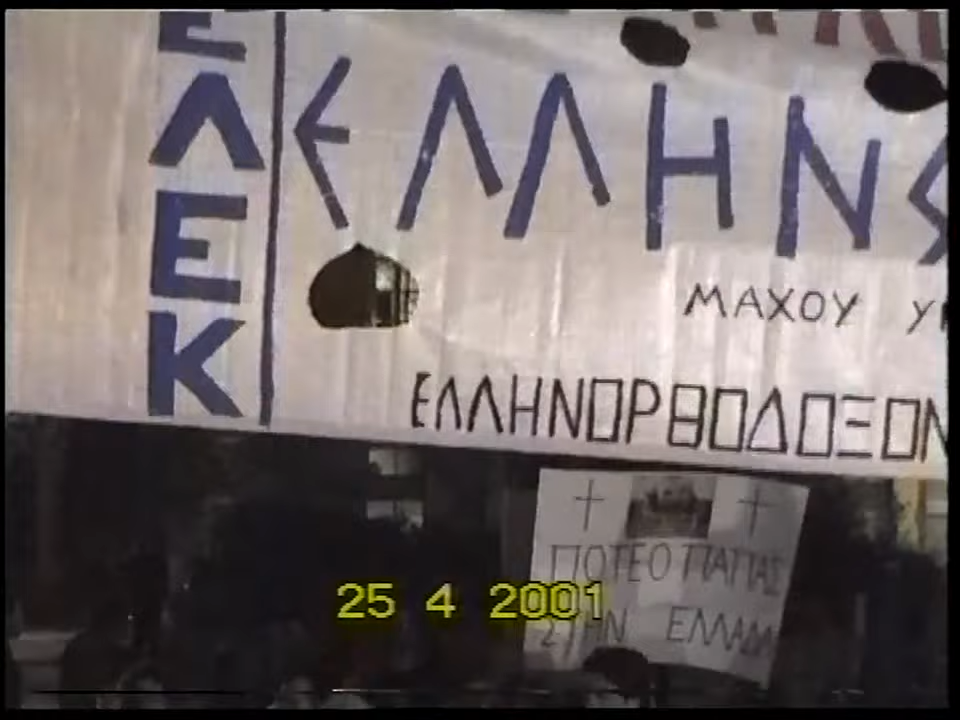 ΕΛΕΚ
ΕΛΛΗΝ
ΜΑΧΟΥ
ΕΛΛΗΝΟΡΘΟΔΟΞΟΝ
ΠΟΤΕ Ο ΠΑΠΑΣ
ΣΤΗΝ ΕΛΛΑΔΑ
25 4 2001